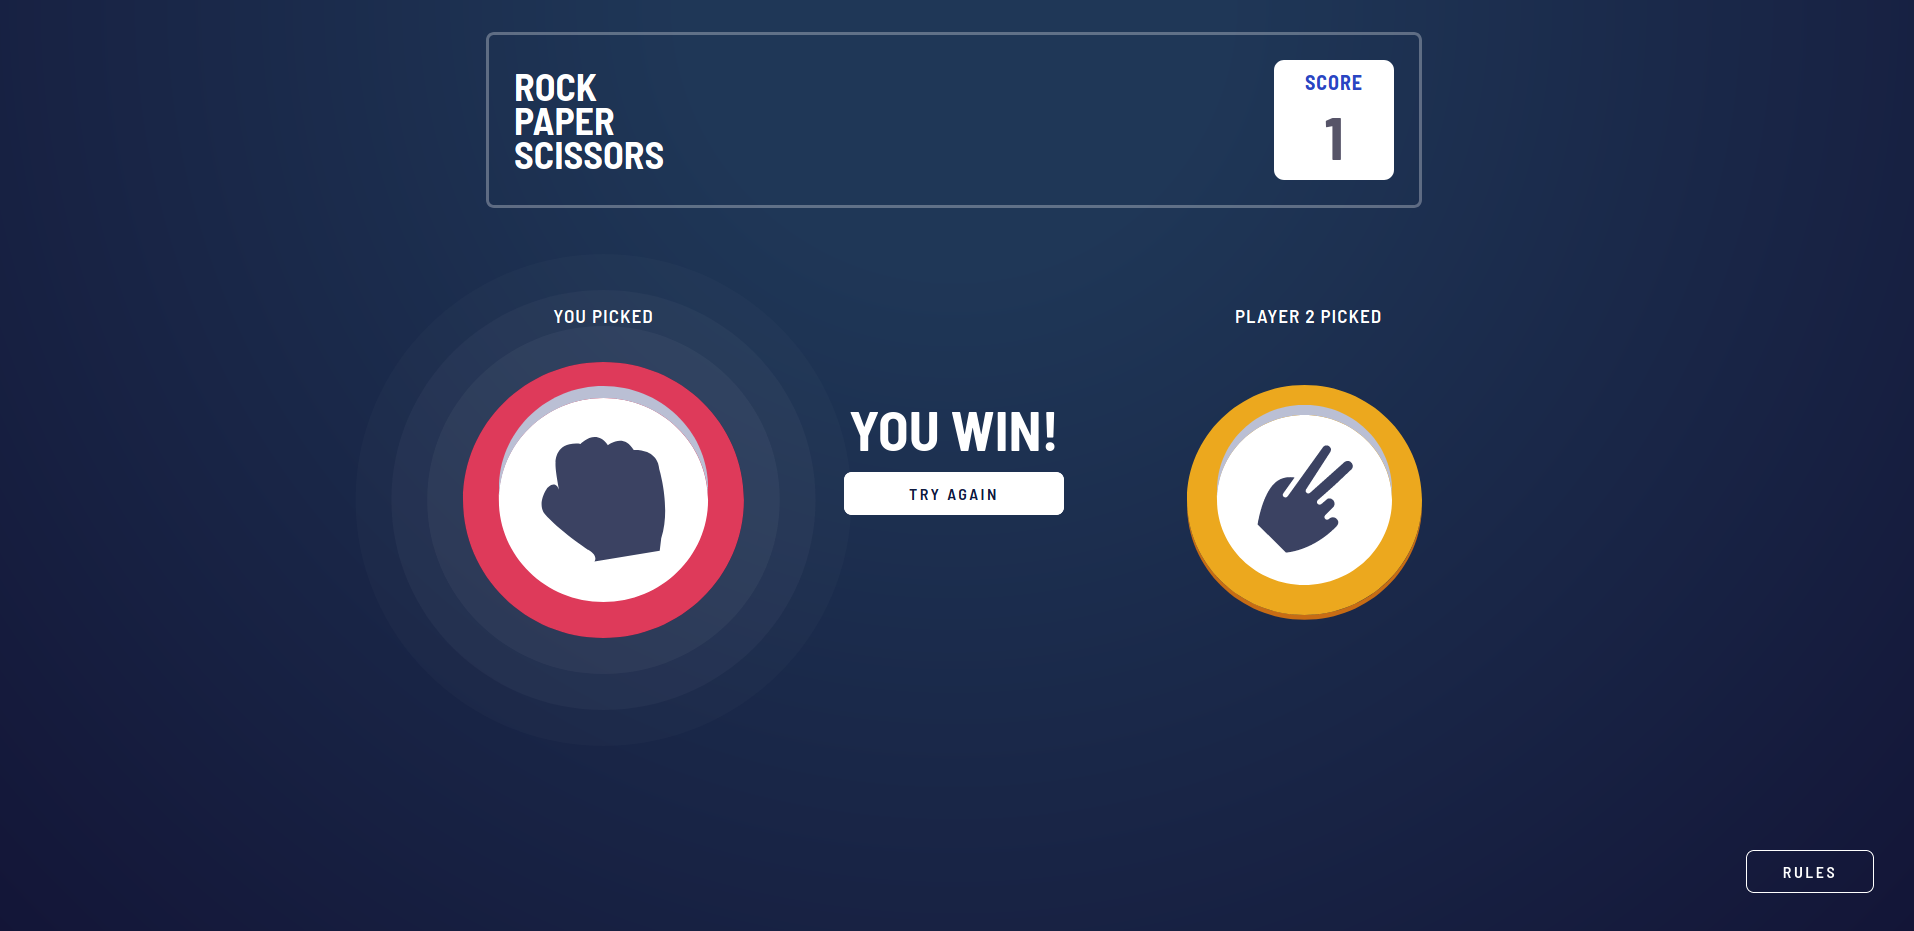 ROCK
PAPER
SCISSORS
SCORE
1
YOU PICKED
PLAYER 2 PICKED
YOU WIN!
TRY AGAIN
RULES